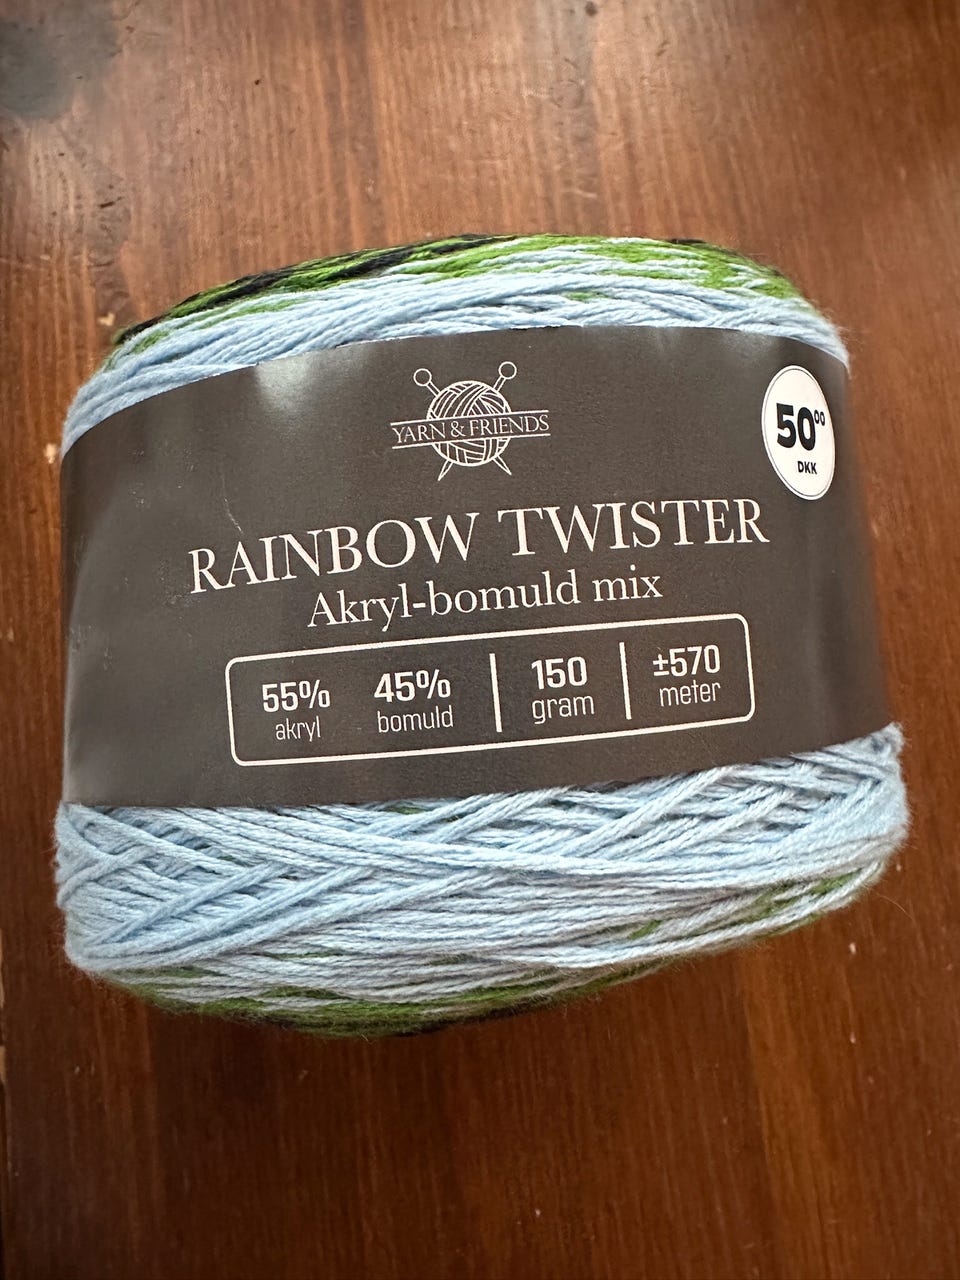 YARN & FRIENDS
50⁰⁰
DKK
RAINBOW TWISTER
Akryl-bomuld mix
55% 45% 150 ±570
akryl bomuld gram meter